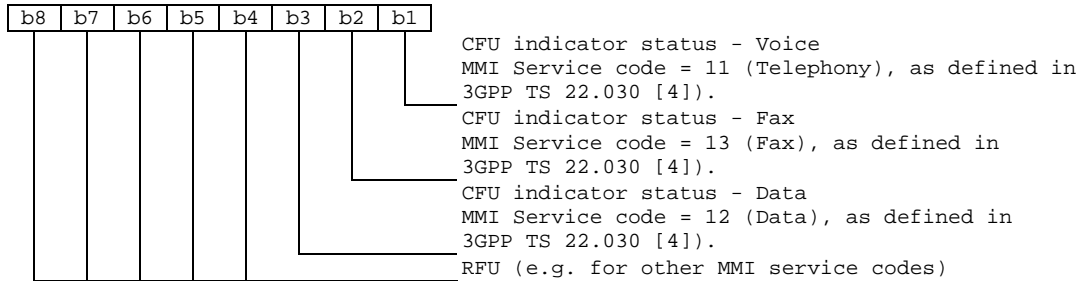 b8 b7 b6 b5 b4 b3 b2 b1
CFU indicator status - Voice
MMI Service code = 11 (Telephony), as defined in
3GPP TS 22.030 [4]).
CFU indicator status - Fax
MMI Service code = 13 (Fax), as defined in
3GPP TS 22.030 [4]).
CFU indicator status - Data
MMI Service code = 12 (Data), as defined in
3GPP TS 22.030 [4]).
RFU (e.g. for other MMI service codes)